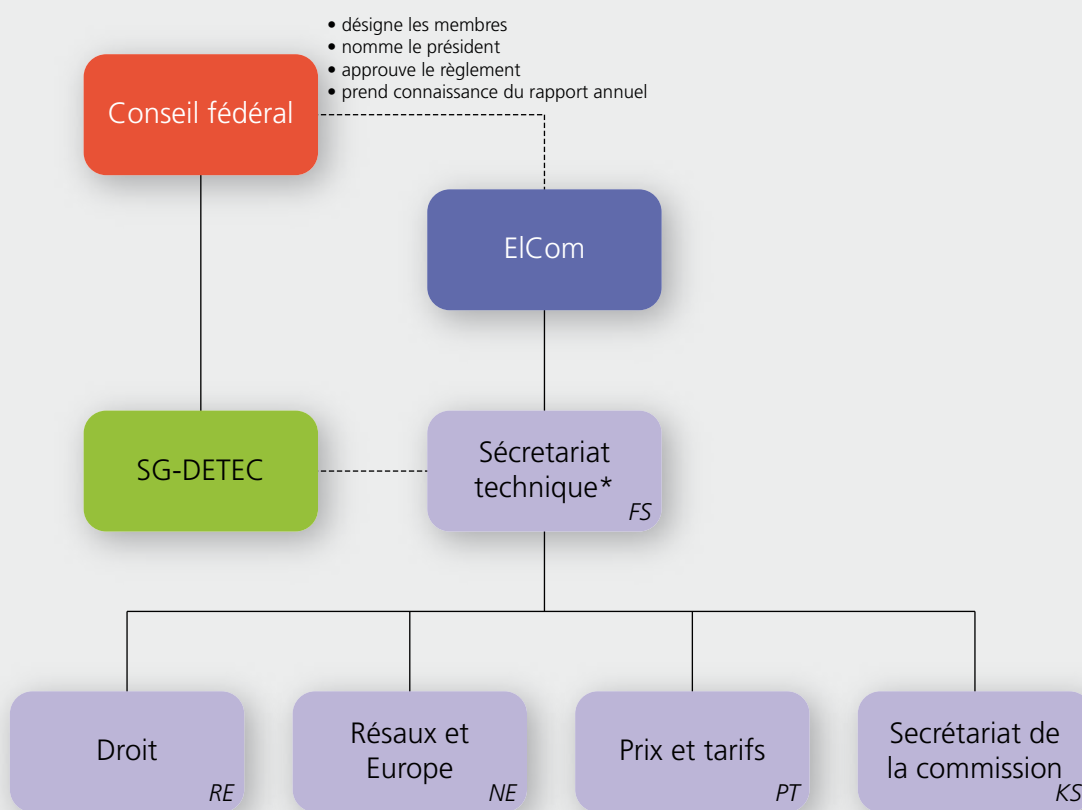 • désigne les membres
• nomme le président
• approuve le règlement
• prend connaissance du rapport annuel
Conseil fédéral
ElCom
SG-DETEC
Sécretariat
technique*
FS
Droit
RE
Résaux et
Europe
NE
Prix et tarifs
PT
Secrétariat de
la commission
KS